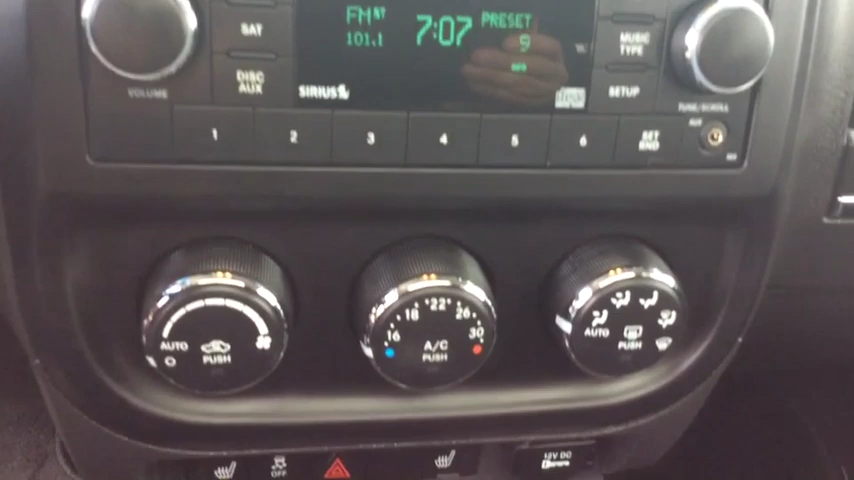 SAT
DISC
AUX
VOLUME
FM
101.1
7:07
PRESET
9
SIRIUS
MUSIC
TYPE
SETUP
TUNE/SCROLL
AUX
1
2
3
4
5
6
SET
RND
AUTO
PUSH
16
18
22
26
30
A/C
PUSH
AUTO
PUSH
OFF
12V DC